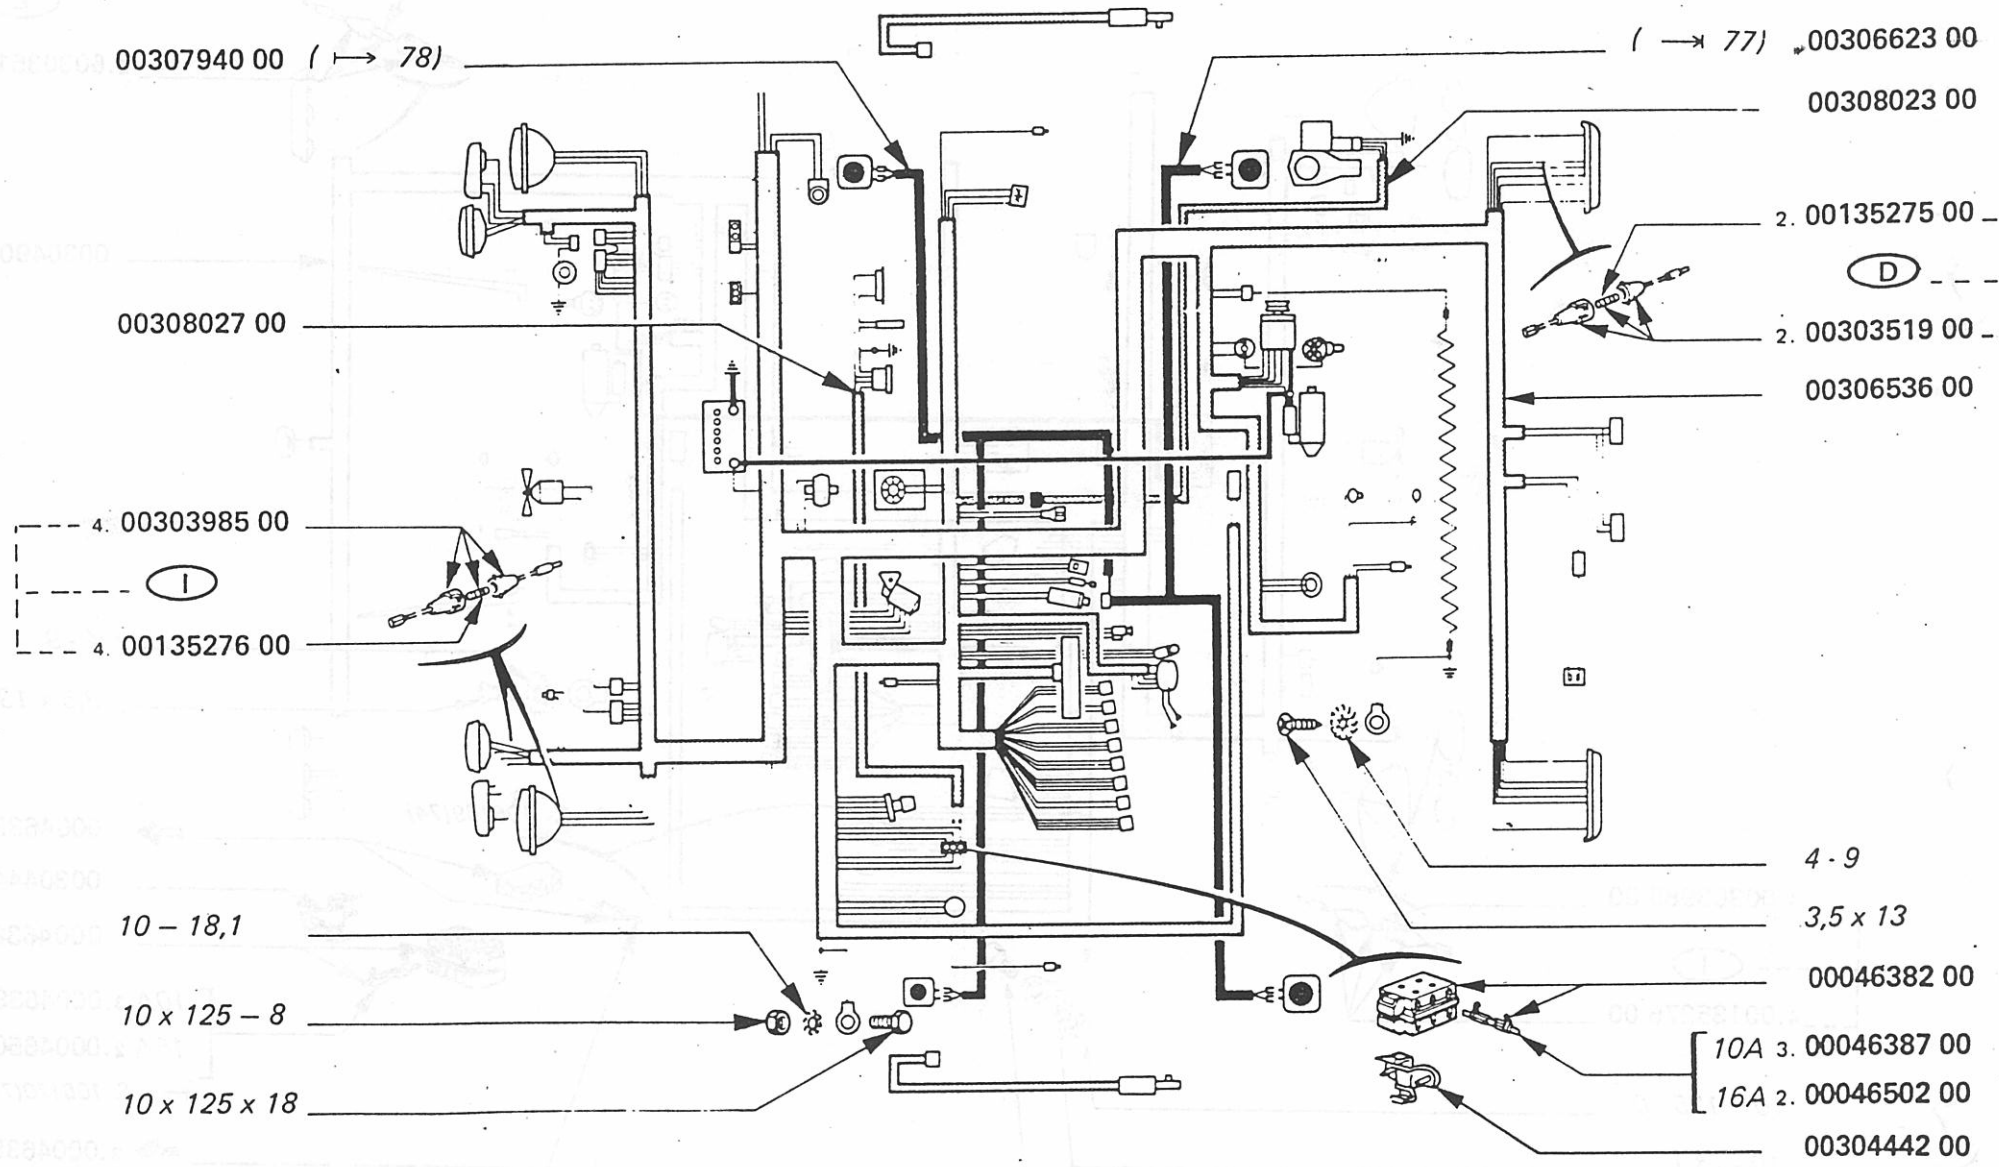 00307940 00 ( ⟼ 78)
( ⟶| 77) 00306623 00
00308023 00
2. 00135275 00
D
2. 00303519 00
00308027 00
00306536 00
4. 00303985 00
I
4. 00135276 00
4 - 9
3,5 x 13
10 – 18,1
00046382 00
10 x 125 – 8
10A 3. 00046387 00
16A 2. 00046502 00
10 x 125 x 18
00304442 00